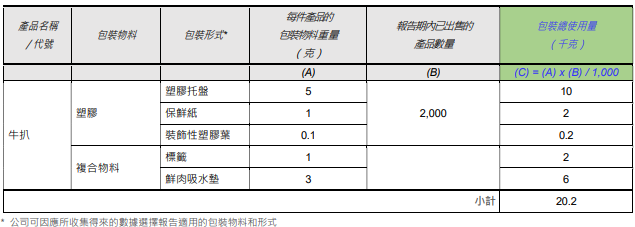 產品名稱 / 代號 包裝物料 包裝形式* 每件產品的包裝物料重量 (克) 報告期內已出售的產品數量 包裝總使用量 (千克)
(A) (B) (C) = (A) x (B) / 1,000
牛扒 塑膠 塑膠托盤 5 2,000 10
保鮮紙 1 2
裝飾性塑膠葉 0.1 0.2
複合物料 標籤 1 2
鮮肉吸水墊 3 6
小計 20.2
* 公司可因應所收集得來的數據選擇報告適用的包裝物料和形式